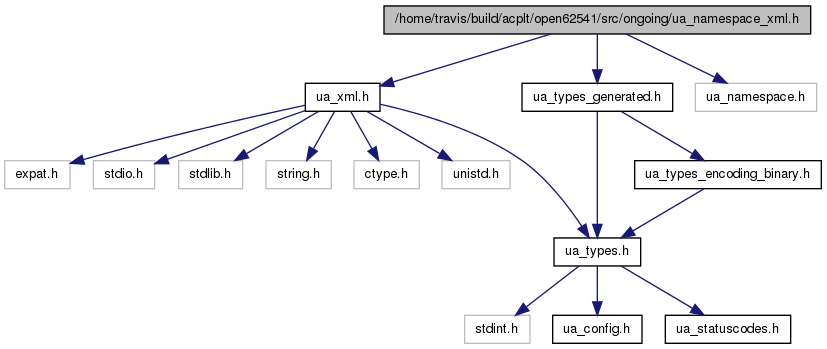 /home/travis/build/acplt/open62541/src/ongoing/ua_namespace_xml.h
ua_xml.h
ua_types_generated.h
ua_namespace.h
expat.h
stdio.h
stdlib.h
string.h
ctype.h
unistd.h
ua_types_encoding_binary.h
ua_types.h
stdint.h
ua_config.h
ua_statuscodes.h